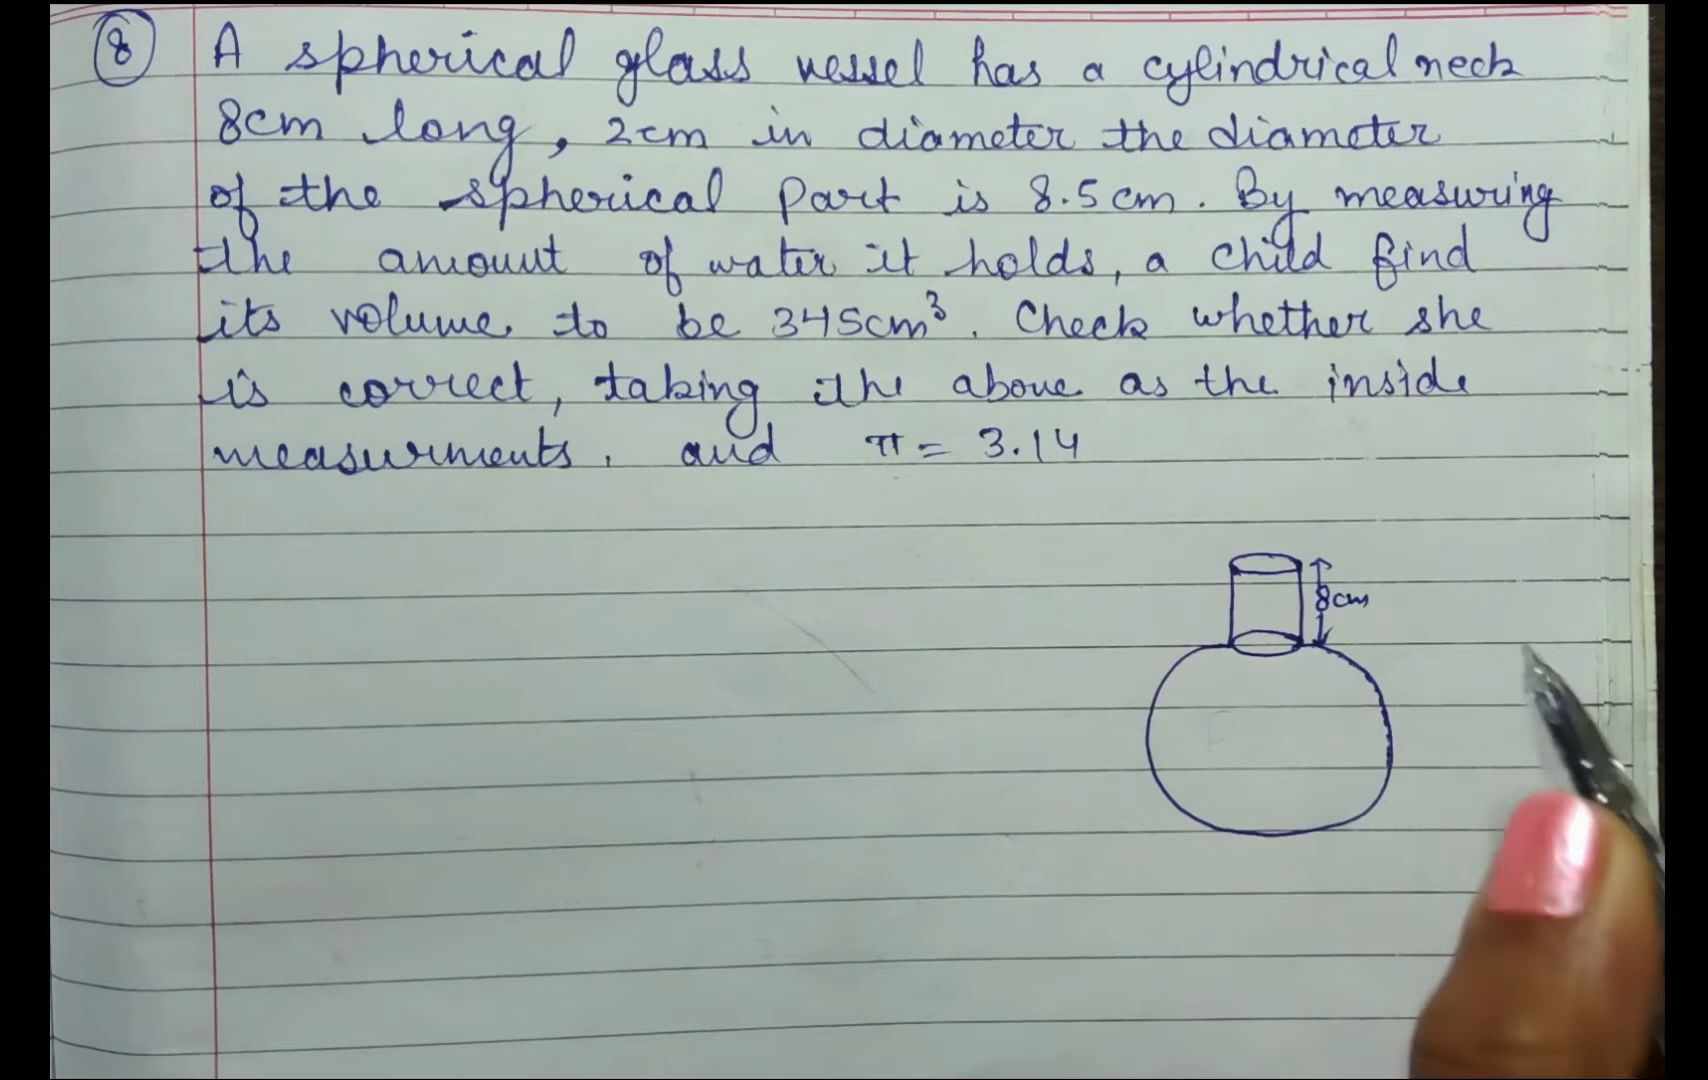 8 A spherical glass vessel has a cylindrical neck
8cm long, 2cm in diameter the diameter
of the spherical part is 8.5cm. By measuring
the amount of water it holds, a child find
its volume to be 345cm³. Check whether she
is correct, taking the above as the inside
measurments. and π = 3.14
8cm